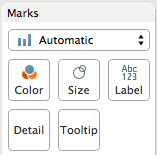 Marks
Automatic
Abc
123
Color Size Label
Detail Tooltip